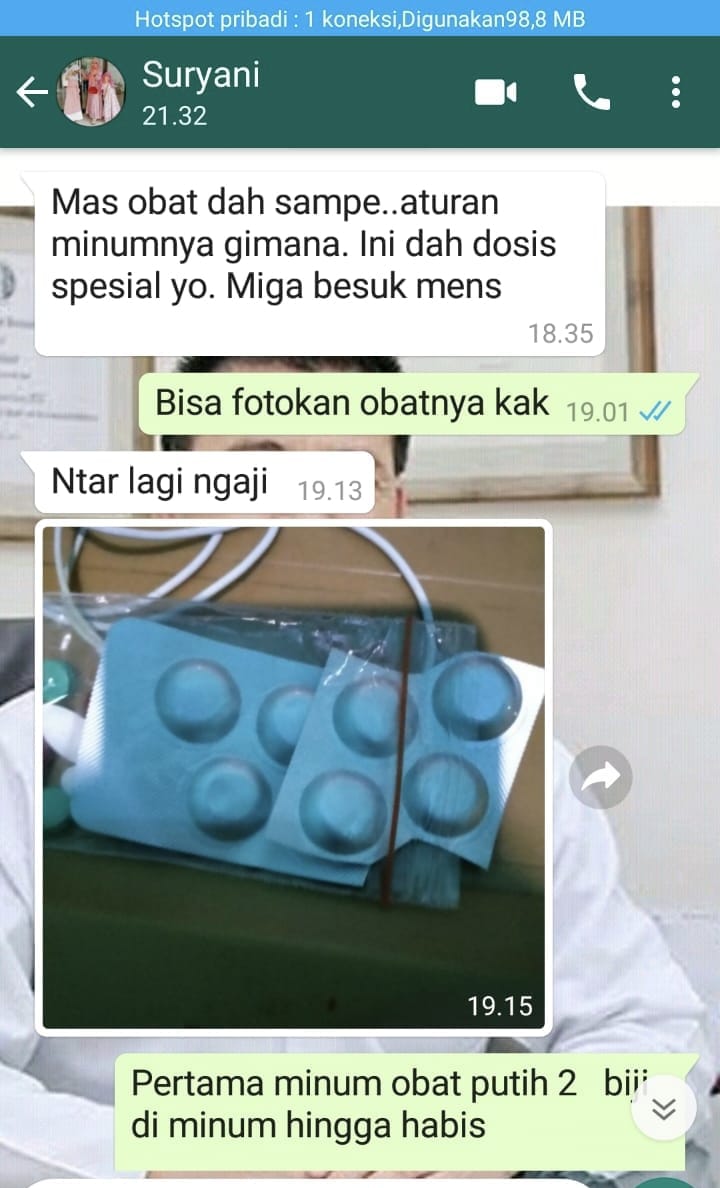 Hotspot pribadi : 1 koneksi,Digunakan98,8 MB
Suryani
21.32
Mas obat dah sampe..aturan
minumnya gimana. Ini dah dosis
spesial yo. Miga besuk mens
18.35
Bisa fotokan obatnya kak 19.01
Ntar lagi ngaji 19.13
19.15
Pertama minum obat putih 2 biji
di minum hingga habis